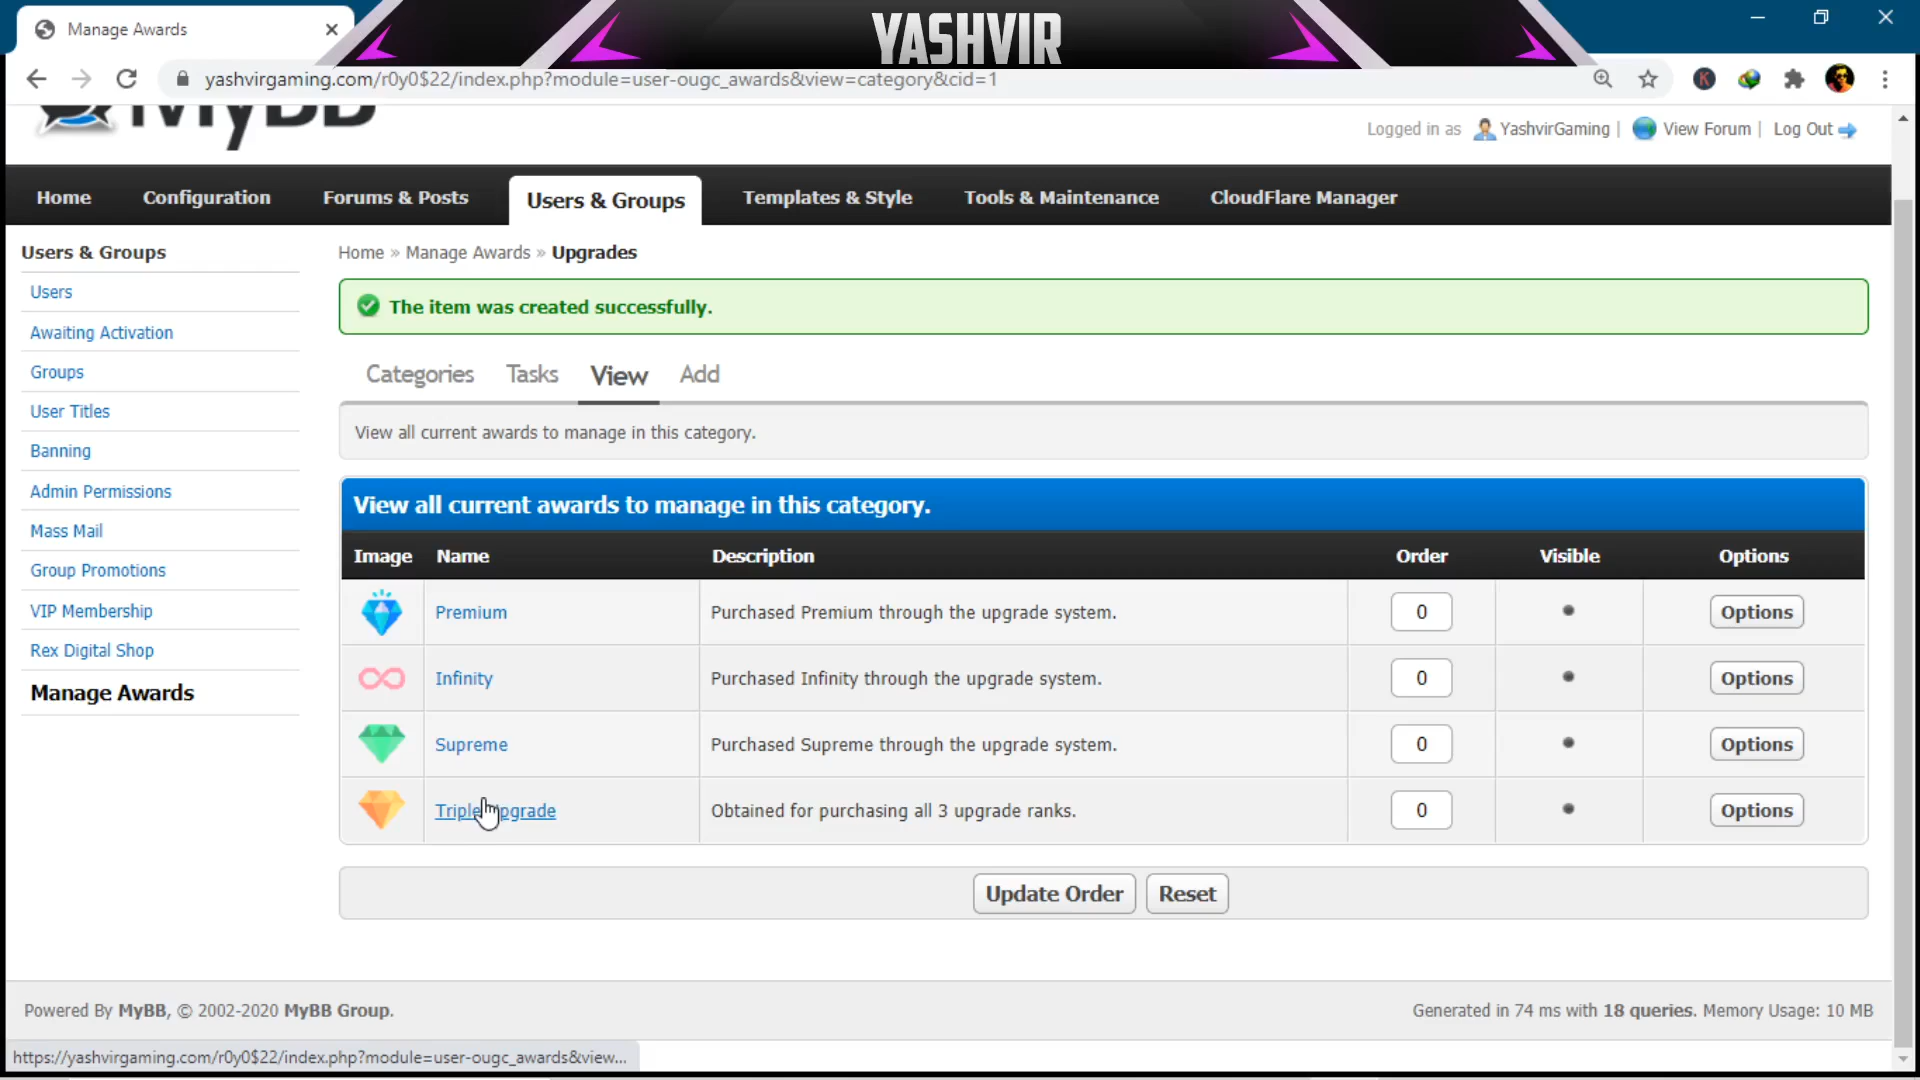 Manage Awards
YASHVIR
yashvirgaming.com/r0y0$22/index.php?module=user-ougc_awards&view=category&cid=1
K
MyBB
Logged in as YashvirGaming | View Forum | Log Out
Home Configuration Forums & Posts Users & Groups Templates & Style Tools & Maintenance CloudFlare Manager
Users & Groups
Users
Awaiting Activation
Groups
User Titles
Banning
Admin Permissions
Mass Mail
Group Promotions
VIP Membership
Rex Digital Shop
Manage Awards
Home » Manage Awards » Upgrades
The item was created successfully.
Categories Tasks View Add
View all current awards to manage in this category.
View all current awards to manage in this category.
Image Name Description Order Visible Options
Premium Purchased Premium through the upgrade system. 0 Options
Infinity Purchased Infinity through the upgrade system. 0 Options
Supreme Purchased Supreme through the upgrade system. 0 Options
Triple Upgrade Obtained for purchasing all 3 upgrade ranks. 0 Options
Update Order Reset
Powered By MyBB, © 2002-2020 MyBB Group.
Generated in 74 ms with 18 queries. Memory Usage: 10 MB
https://yashvirgaming.com/r0y0$22/index.php?module=user-ougc_awards&view...